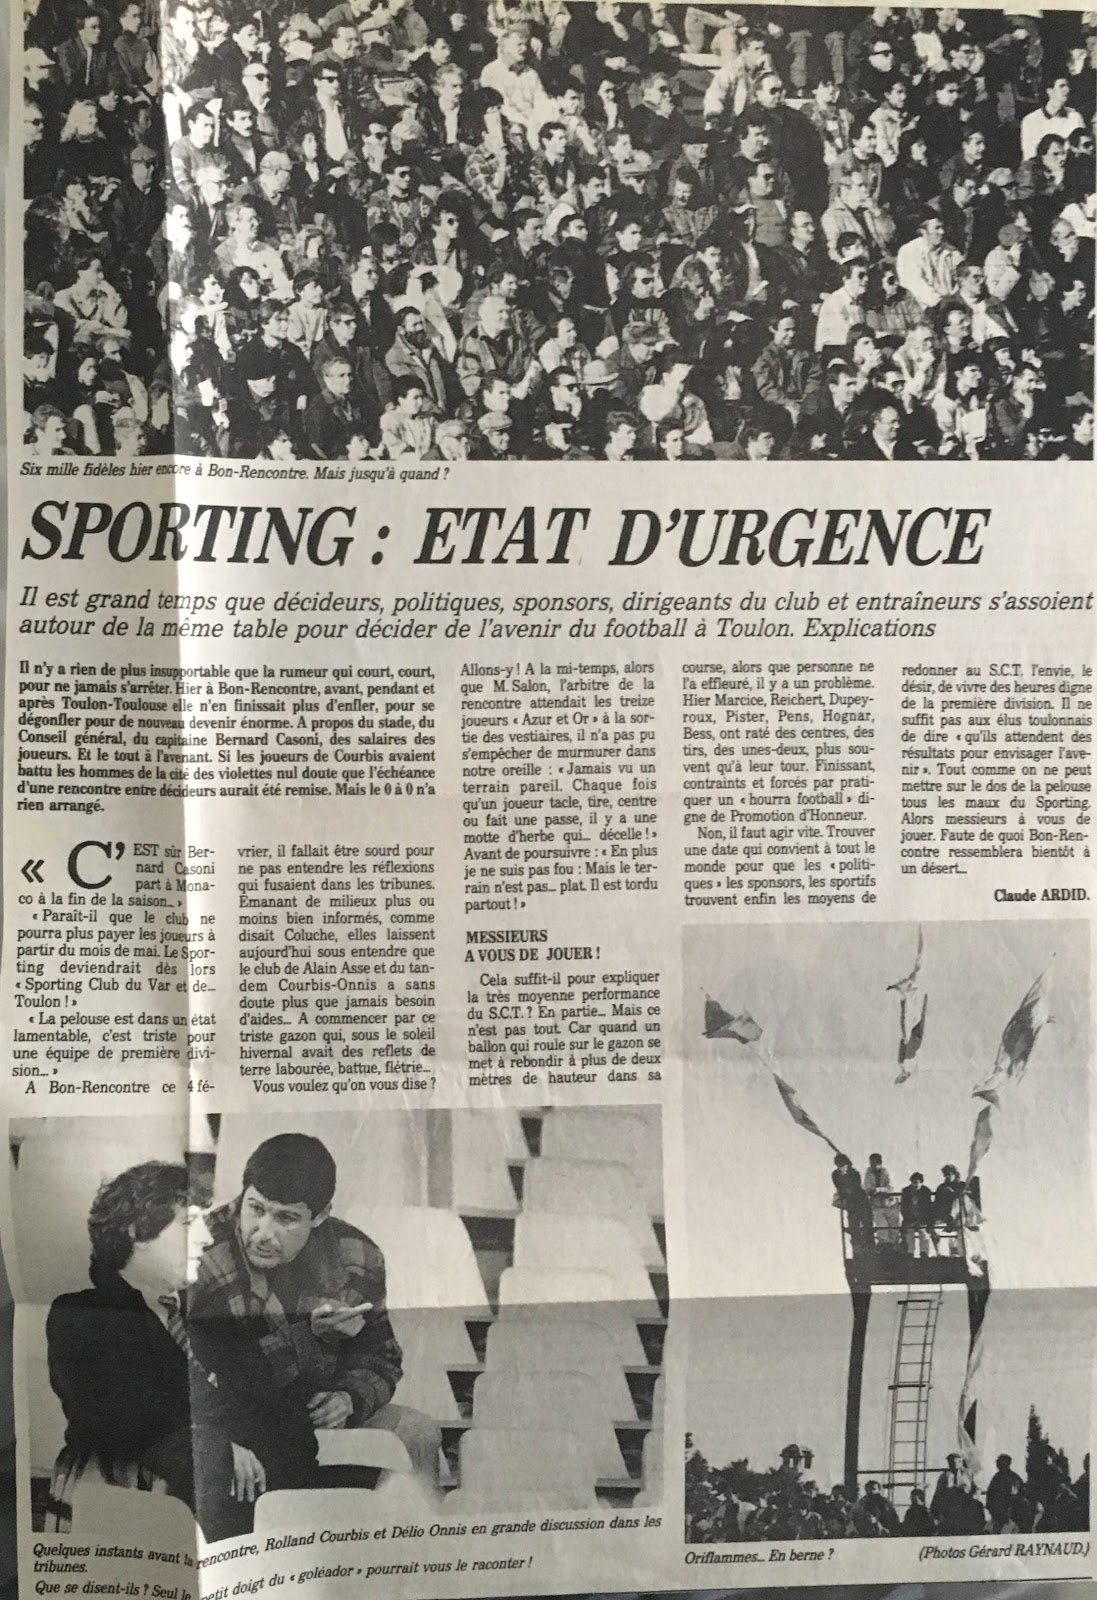 Six mille fidèles hier encore à Bon-Rencontre. Mais jusqu'à quand ?
SPORTING : ETAT D'URGENCE
Il est grand temps que décideurs, politiques, sponsors, dirigeants du club et entraîneurs s'assoient
autour de la même table pour décider de l'avenir du football à Toulon. Explications
Il n'y a rien de plus insupportable que la rumeur qui court, court,
pour ne jamais s'arrêter. Hier à Bon-Rencontre, avant, pendant et
après Toulon-Toulouse elle n'en finissait plus d'enfler, pour se
dégonfler pour de nouveau devenir énorme. A propos du stade, du
Conseil général, du capitaine Bernard Casoni, des salaires des
joueurs. Et le tout à l'avenant. Si les joueurs de Courbis avaient
battu les hommes de la cité des violettes nul doute que l'échéance
d'une rencontre entre décideurs aurait été remise. Mais le 0 à 0 n'a
rien arrangé.
« C'EST sûr Ber-
nard Casoni
part à Mona-
co à la fin de la saison... »
« Paraît-il que le club ne
pourra plus payer les joueurs à
partir du mois de mai. Le Spor-
ting deviendrait dès lors
« Sporting Club du Var et de...
Toulon ! »
« La pelouse est dans un état
lamentable, c'est triste pour
une équipe de première divi-
sion... »
A Bon-Rencontre ce 4 fé-
vrier, il fallait être sourd pour
ne pas entendre les réflexions
qui fusaient dans les tribunes.
Emanant de milieux plus ou
moins bien informés, comme
disait Coluche, elles laissent
aujourd'hui sous entendre que
le club de Alain Asse et du tan-
dem Courbis-Onnis a sans
doute plus que jamais besoin
d'aides... A commencer par ce
triste gazon qui, sous le soleil
hivernal avait des reflets de
terre labourée, battue, flétrie...
Vous voulez qu'on vous dise ?
Allons-y ! A la mi-temps, alors
que M. Salon, l'arbitre de la
rencontre attendait les treize
joueurs « Azur et Or » à la sor-
tie des vestiaires, il n'a pas pu
s'empêcher de murmurer dans
notre oreille : « Jamais vu un
terrain pareil. Chaque fois
qu'un joueur tacle, tire, centre
ou fait une passe, il y a une
motte d'herbe qui... décelle ! »
Avant de poursuivre : « En plus
je ne suis pas fou : Mais le ter-
rain n'est pas... plat. Il est tordu
partout ! »
MESSIEURS
A VOUS DE JOUER !
Cela suffit-il pour expliquer
la très moyenne performance
du S.C.T. ? En partie... Mais ce
n'est pas tout. Car quand un
ballon qui roule sur le gazon se
met à rebondir à plus de deux
mètres de hauteur dans sa
course, alors que personne ne
l'a effleuré, il y a un problème.
Hier Marcice, Reichert, Dupey-
roux, Pister, Pens, Hognar,
Bess, ont raté des centres, des
tirs, des unes-deux, plus sou-
vent qu'à leur tour. Finissant,
contraints et forcés par prati-
quer un « hourra football » di-
gne de Promotion d'Honneur.
Non, il faut agir vite. Trouver
une date qui convient à tout le
monde pour que les « politi-
ques » les sponsors, les sportifs
trouvent enfin les moyens de
redonner au S.C.T. l'envie, le
désir, de vivre des heures digne
de la première division. Il ne
suffit pas aux élus toulonnais
de dire « qu'ils attendent des
résultats pour envisager l'ave-
nir ». Tout comme on ne peut
mettre sur le dos de la pelouse
tous les maux du Sporting.
Alors messieurs à vous de
jouer. Faute de quoi Bon-Ren-
contre ressemblera bientôt à
un désert...
Claude ARDID.
Quelques instants avant la rencontre, Rolland Courbis et Délio Onnis en grande discussion dans les
tribunes.
Que se disent-ils ? Seul le petit doigt du « goléador » pourrait vous le raconter !
Oriflammes... En berne ?
(Photos Gérard RAYNAUD.)